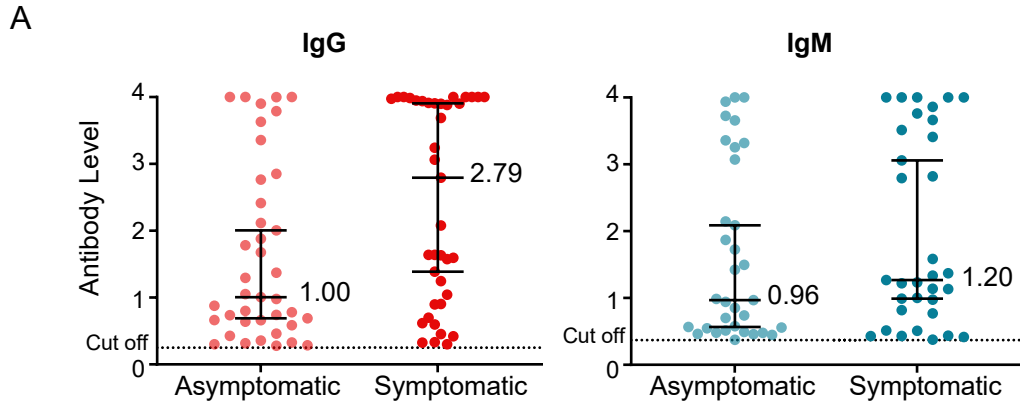 A
IgG
IgM
Antibody Level
4
3
2
1
0
Cut off
2.79
1.00
Asymptomatic
Symptomatic
4
3
2
1
0
Cut off
0.96
1.20
Asymptomatic
Symptomatic